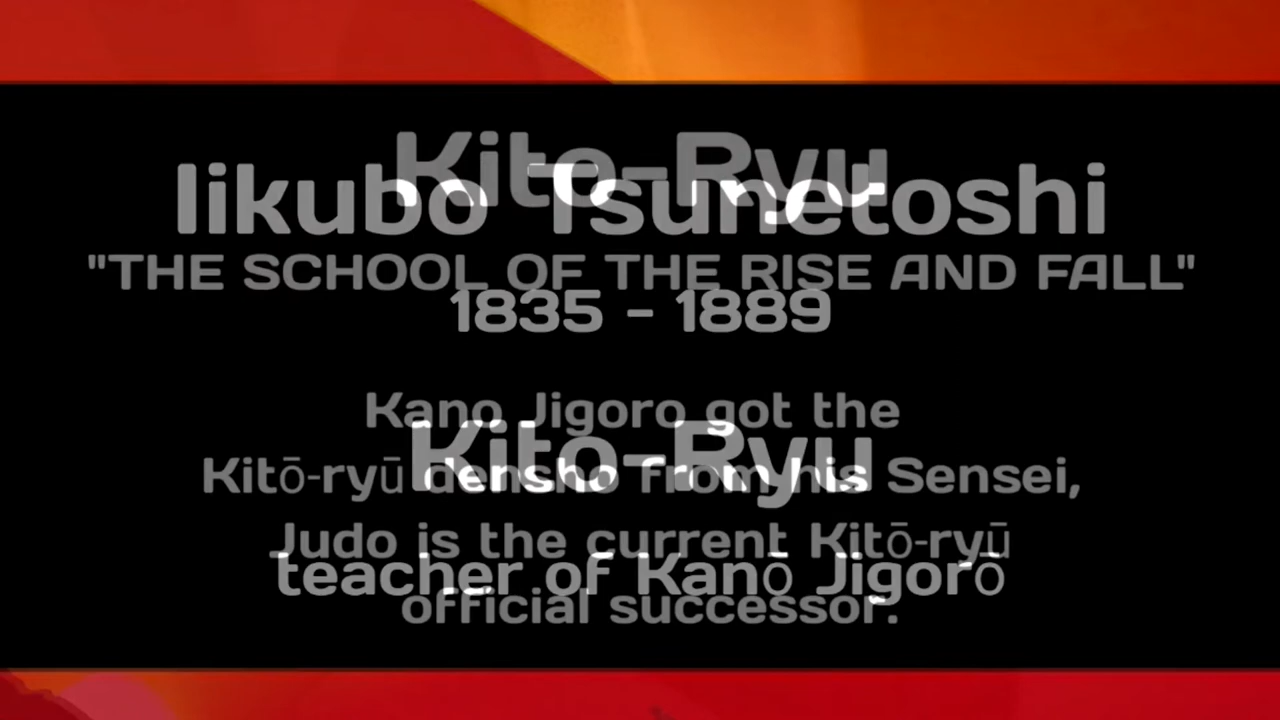 Kito-Ryu
Iikubo Tsunetoshi
"THE SCHOOL OF THE RISE AND FALL"
1835 - 1889
Kano Jigoro got the
Kito-Ryu
Kitō-ryū densho from his Sensei,
Judo is the current Kitō-ryū
teacher of Kanō Jigorō
official successor.